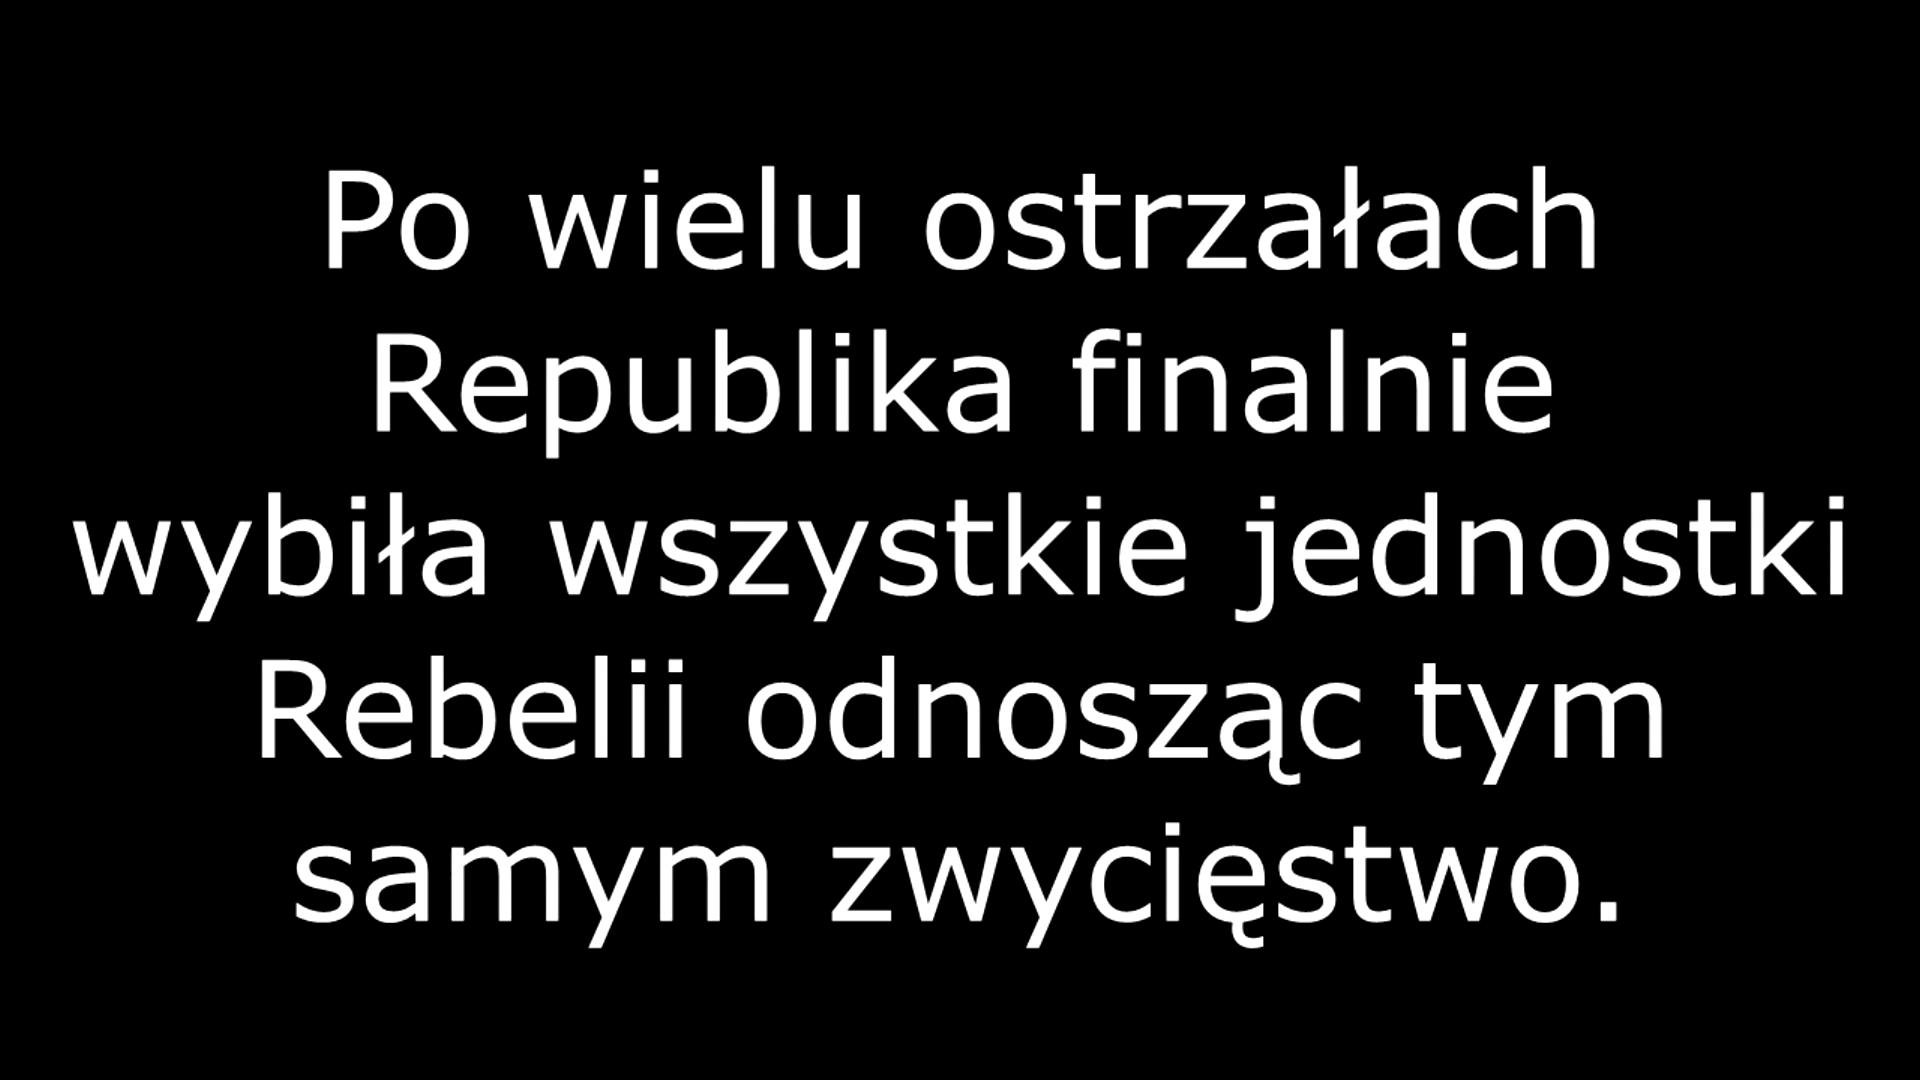 Po wielu ostrzałach
Republika finalnie
wybiła wszystkie jednostki
Rebelii odnosząc tym
samym zwycięstwo.